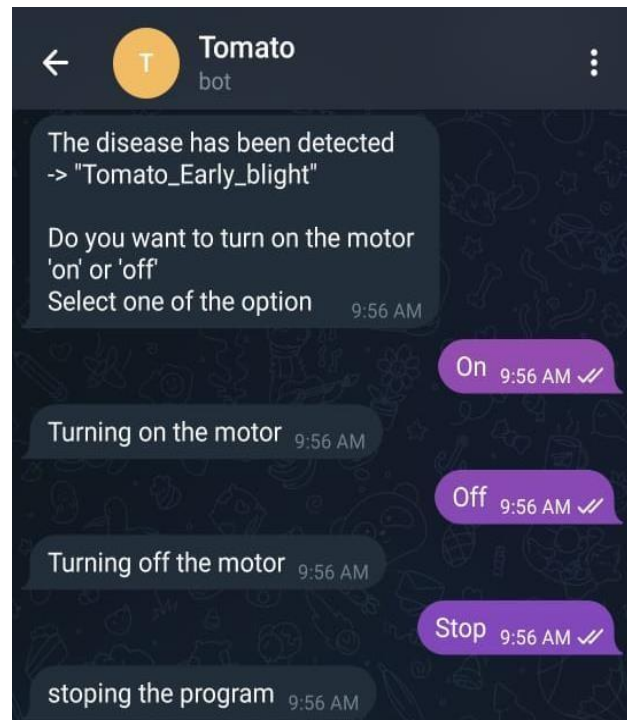 Tomato
T
bot
The disease has been detected
-> "Tomato_Early_blight"
Do you want to turn on the motor
'on' or 'off'
Select one of the option 9:56 AM
On 9:56 AM
Turning on the motor 9:56 AM
Off 9:56 AM
Turning off the motor 9:56 AM
Stop 9:56 AM
stoping the program 9:56 AM